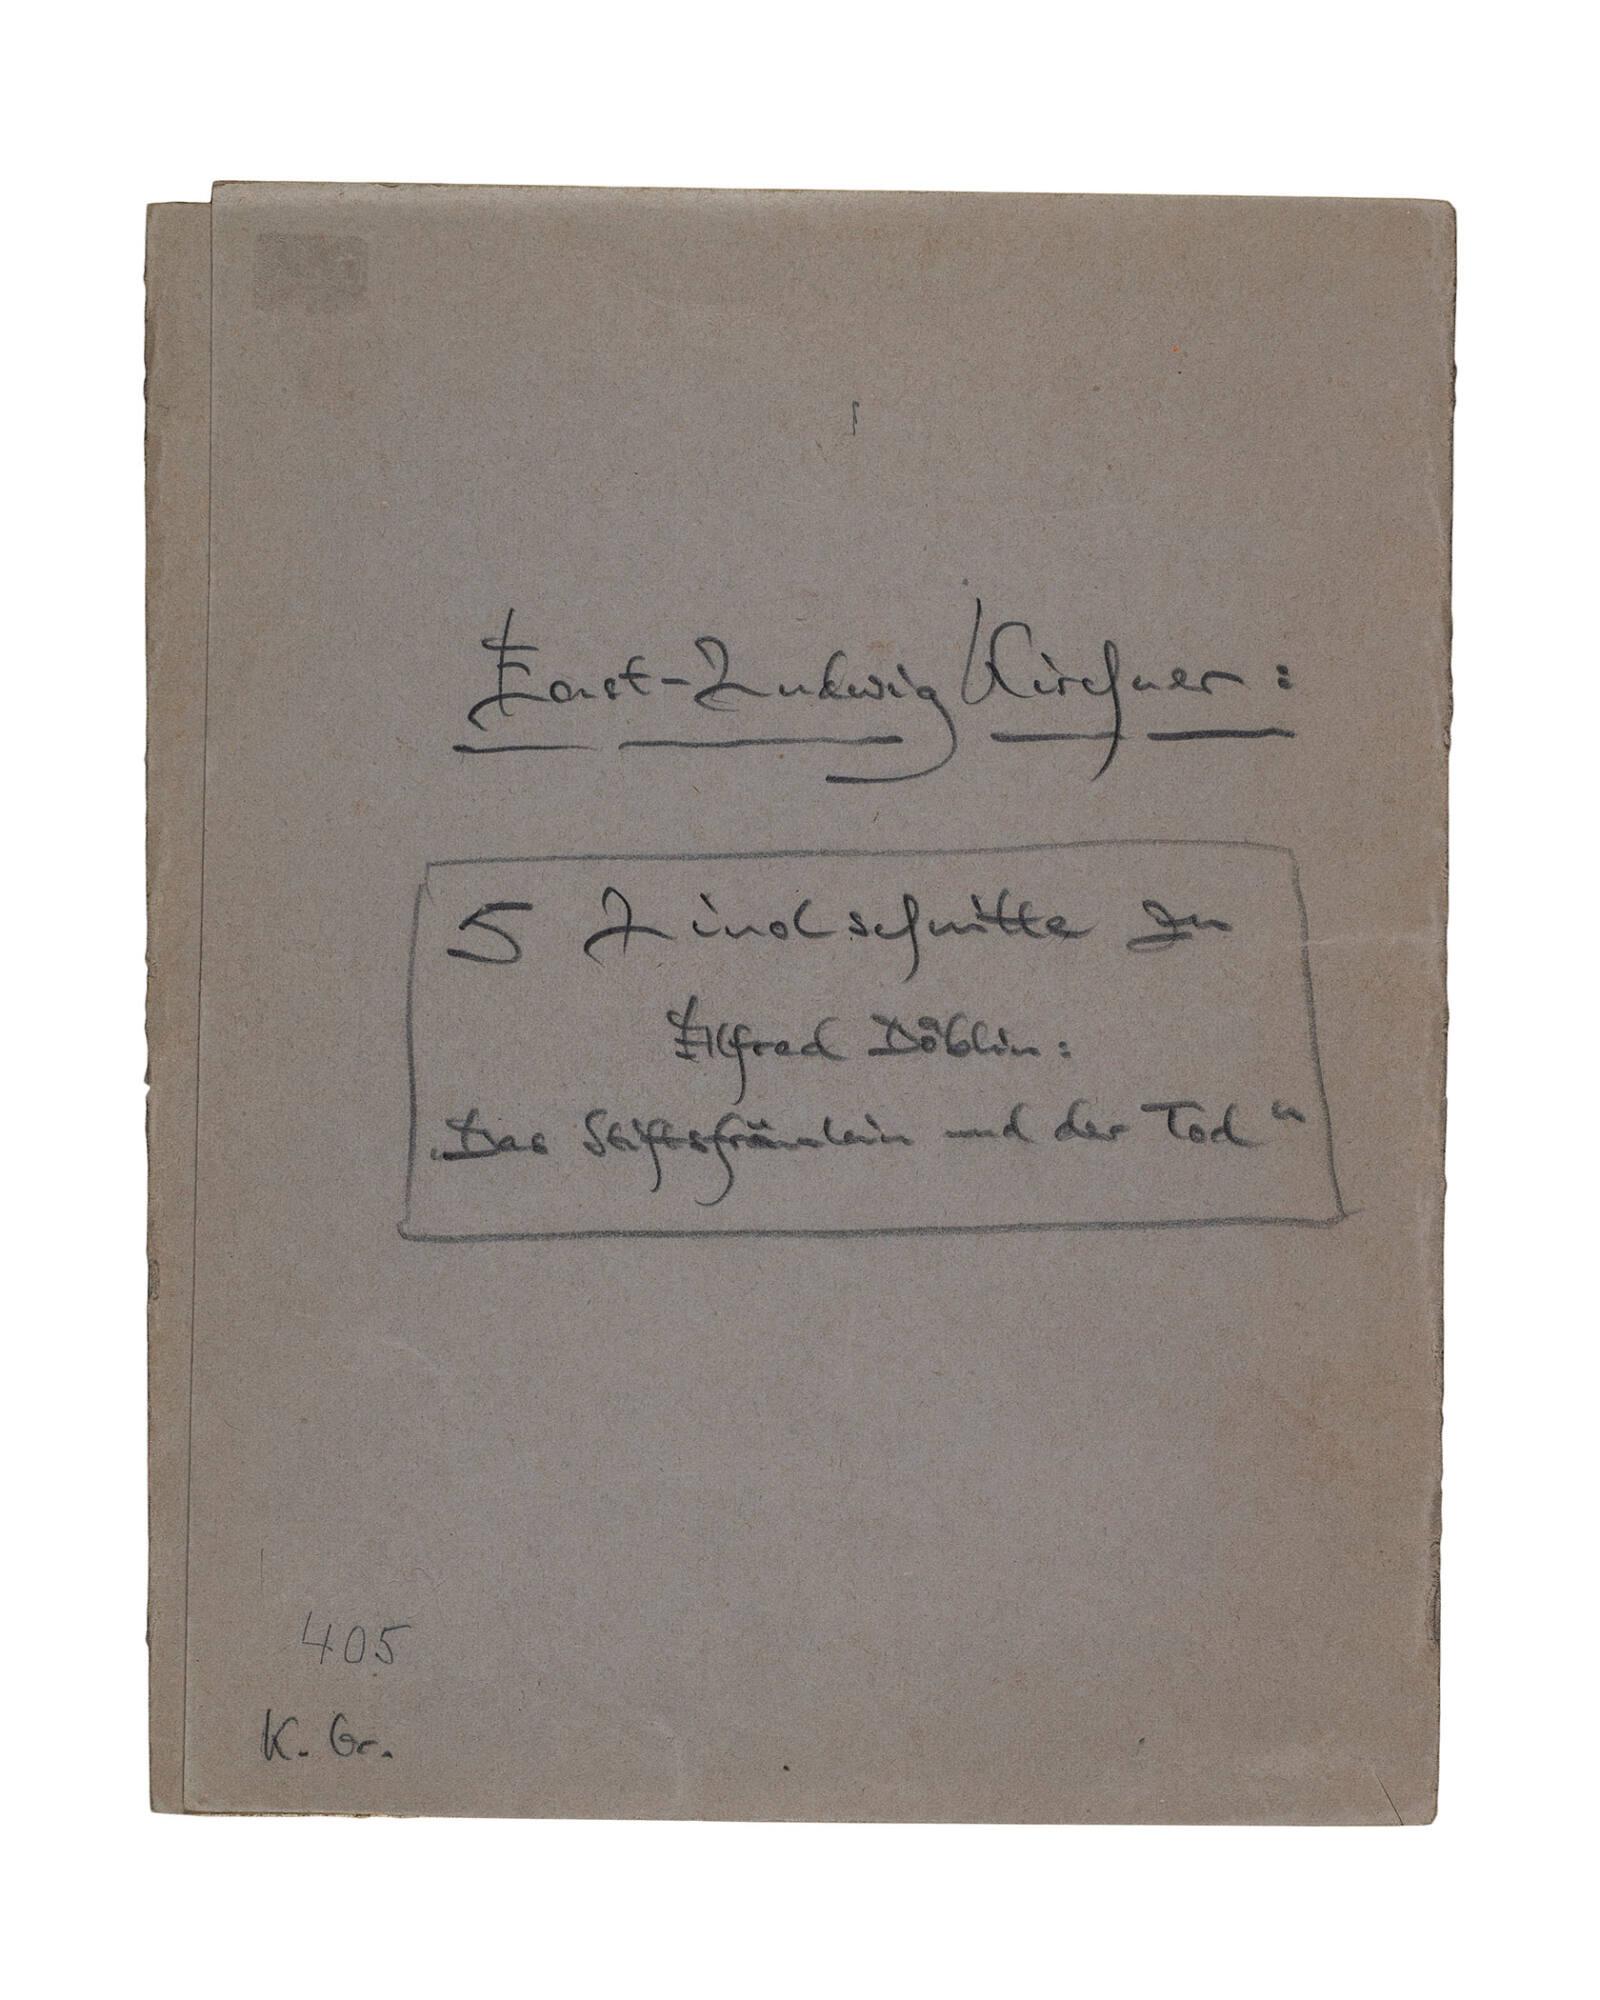 Ernst-Ludwig Kirchner:
5 Linolschnitte zu
Alfred Döblin:
„Das Stiftsfräulein und der Tod“
405
K. Gr.